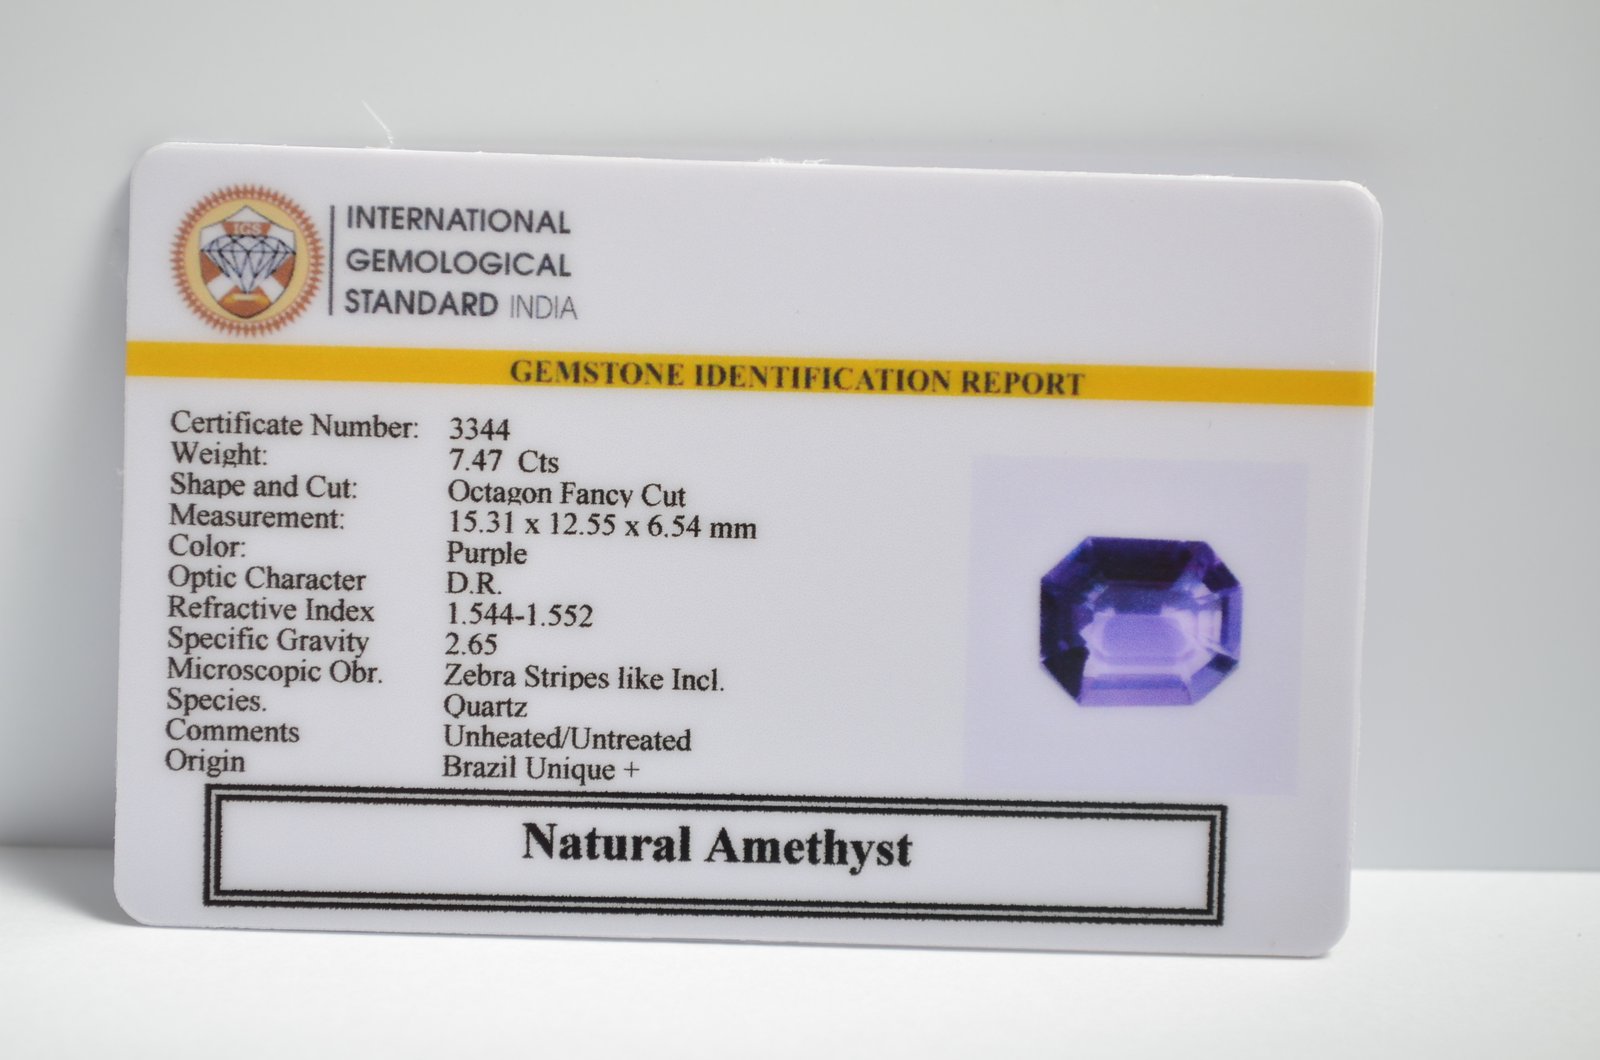 IGS
INTERNATIONAL
GEMOLOGICAL
STANDARD INDIA
GEMSTONE IDENTIFICATION REPORT
Certificate Number: 3344
Weight: 7.47 Cts
Shape and Cut: Octagon Fancy Cut
Measurement: 15.31 x 12.55 x 6.54 mm
Color: Purple
Optic Character D.R.
Refractive Index 1.544-1.552
Specific Gravity 2.65
Microscopic Obr. Zebra Stripes like Incl.
Species. Quartz
Comments Unheated/Untreated
Origin Brazil Unique +
Natural Amethyst